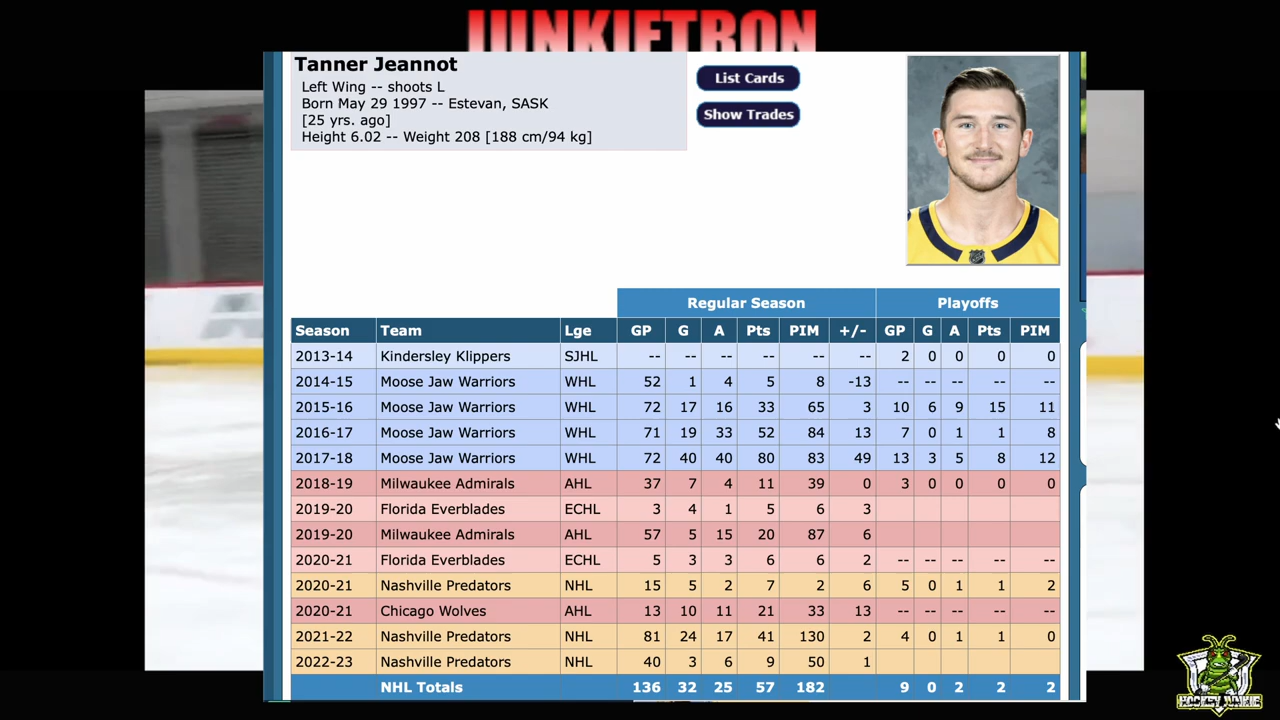 JUNKIETRON
Tanner Jeannot
Left Wing -- shoots L
Born May 29 1997 -- Estevan, SASK
[25 yrs. ago]
Height 6.02 -- Weight 208 [188 cm/94 kg]
List Cards
Show Trades
Regular Season Playoffs
Season Team Lge GP G A Pts PIM +/- GP G A Pts PIM
2013-14 Kindersley Klippers SJHL -- -- -- -- -- -- 2 0 0 0 0
2014-15 Moose Jaw Warriors WHL 52 1 4 5 8 -13 -- -- -- -- --
2015-16 Moose Jaw Warriors WHL 72 17 16 33 65 3 10 6 9 15 11
2016-17 Moose Jaw Warriors WHL 71 19 33 52 84 13 7 0 1 1 8
2017-18 Moose Jaw Warriors WHL 72 40 40 80 83 49 13 3 5 8 12
2018-19 Milwaukee Admirals AHL 37 7 4 11 39 0 3 0 0 0 0
2019-20 Florida Everblades ECHL 3 4 1 5 6 3
2019-20 Milwaukee Admirals AHL 57 5 15 20 87 6
2020-21 Florida Everblades ECHL 5 3 3 6 6 2 -- -- -- -- --
2020-21 Nashville Predators NHL 15 5 2 7 2 6 5 0 1 1 2
2020-21 Chicago Wolves AHL 13 10 11 21 33 13 -- -- -- -- --
2021-22 Nashville Predators NHL 81 24 17 41 130 2 4 0 1 1 0
2022-23 Nashville Predators NHL 40 3 6 9 50 1
NHL Totals 136 32 25 57 182 9 0 2 2 2
HOCKEY JUNKIE